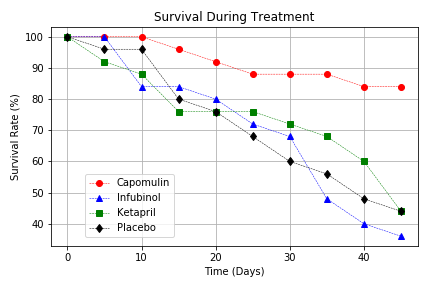 Survival During Treatment
Survival Rate (%)
100
90
80
70
60
50
40
Capomulin
Infubinol
Ketapril
Placebo
0
10
20
30
40
Time (Days)